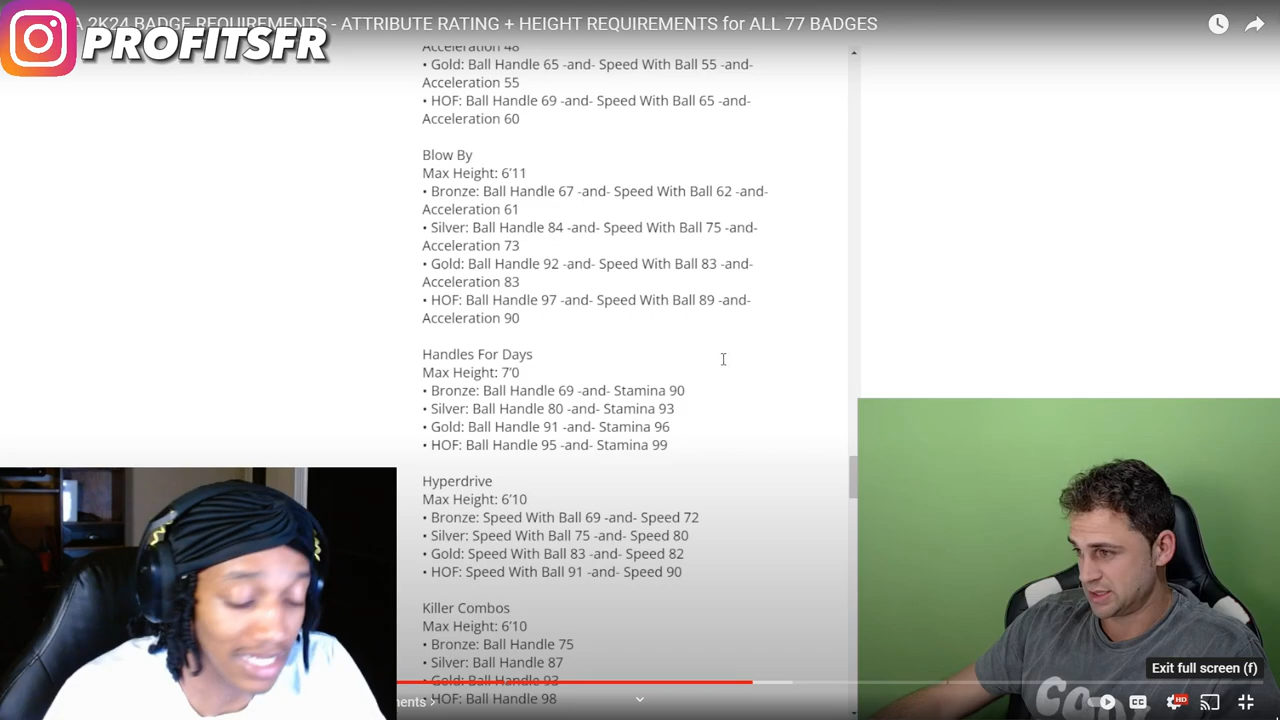 A 2K24 BADGE REQUIREMENTS - ATTRIBUTE RATING + HEIGHT REQUIREMENTS for ALL 77 BADGES
PROFITSFR
Acceleration 48
• Gold: Ball Handle 65 -and- Speed With Ball 55 -and-
Acceleration 55
• HOF: Ball Handle 69 -and- Speed With Ball 65 -and-
Acceleration 60
Blow By
Max Height: 6'11
• Bronze: Ball Handle 67 -and- Speed With Ball 62 -and-
Acceleration 61
• Silver: Ball Handle 84 -and- Speed With Ball 75 -and-
Acceleration 73
• Gold: Ball Handle 92 -and- Speed With Ball 83 -and-
Acceleration 83
• HOF: Ball Handle 97 -and- Speed With Ball 89 -and-
Acceleration 90
Handles For Days
Max Height: 7'0
• Bronze: Ball Handle 69 -and- Stamina 90
• Silver: Ball Handle 80 -and- Stamina 93
• Gold: Ball Handle 91 -and- Stamina 96
• HOF: Ball Handle 95 -and- Stamina 99
Hyperdrive
Max Height: 6'10
• Bronze: Speed With Ball 69 -and- Speed 72
• Silver: Speed With Ball 75 -and- Speed 80
• Gold: Speed With Ball 83 -and- Speed 82
• HOF: Speed With Ball 91 -and- Speed 90
Killer Combos
Max Height: 6'10
• Bronze: Ball Handle 75
• Silver: Ball Handle 87
• Gold: Ball Handle 93
• HOF: Ball Handle 98
Exit full screen (f)
CC
HD